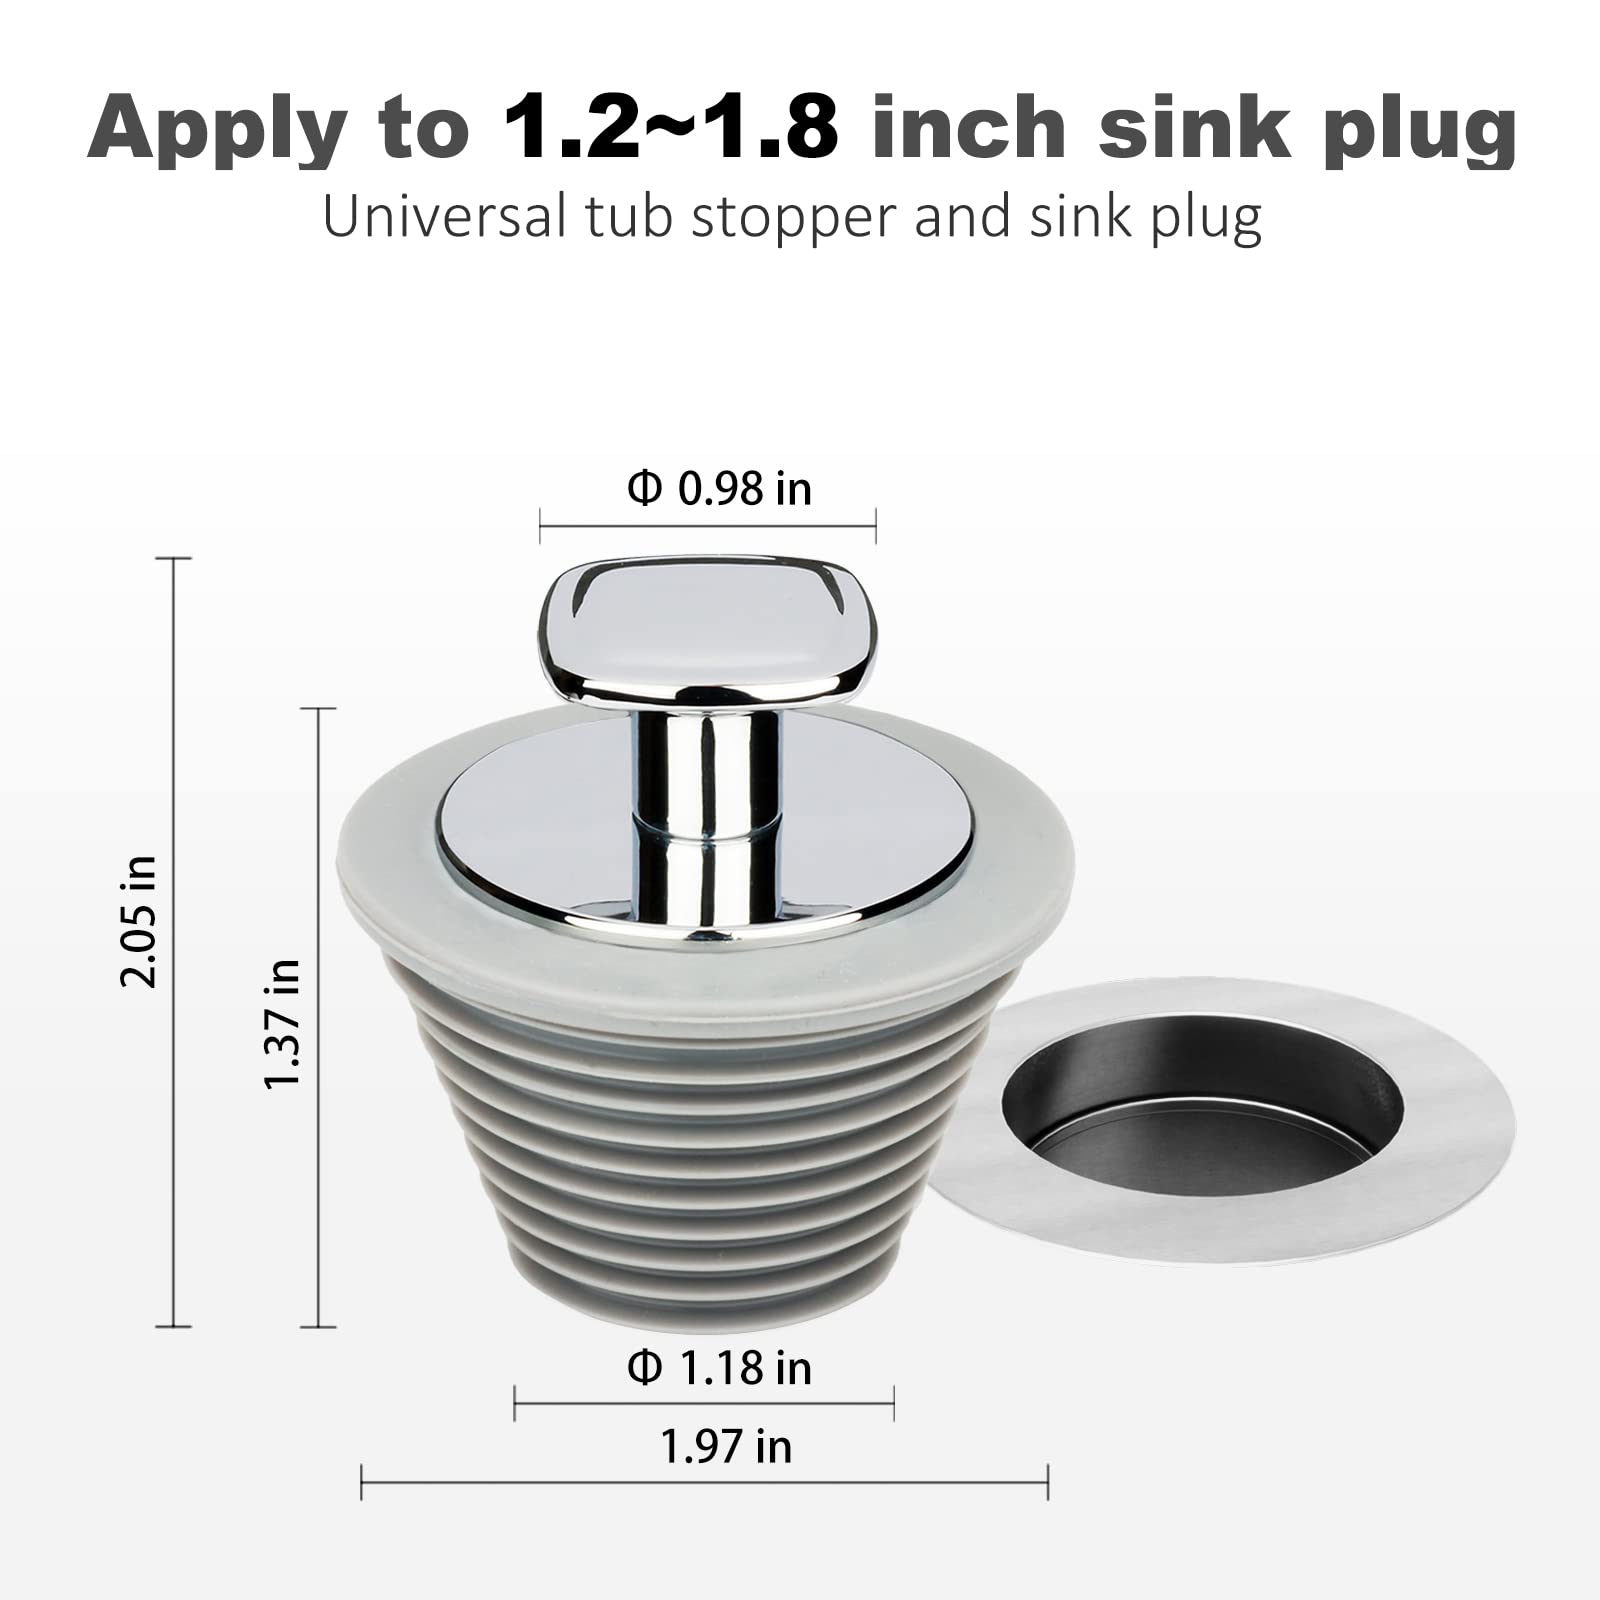 Apply to 1.2~1.8 inch sink plug
Universal tub stopper and sink plug
Φ 0.98 in
2.05 in
1.37 in
Φ 1.18 in
1.97 in